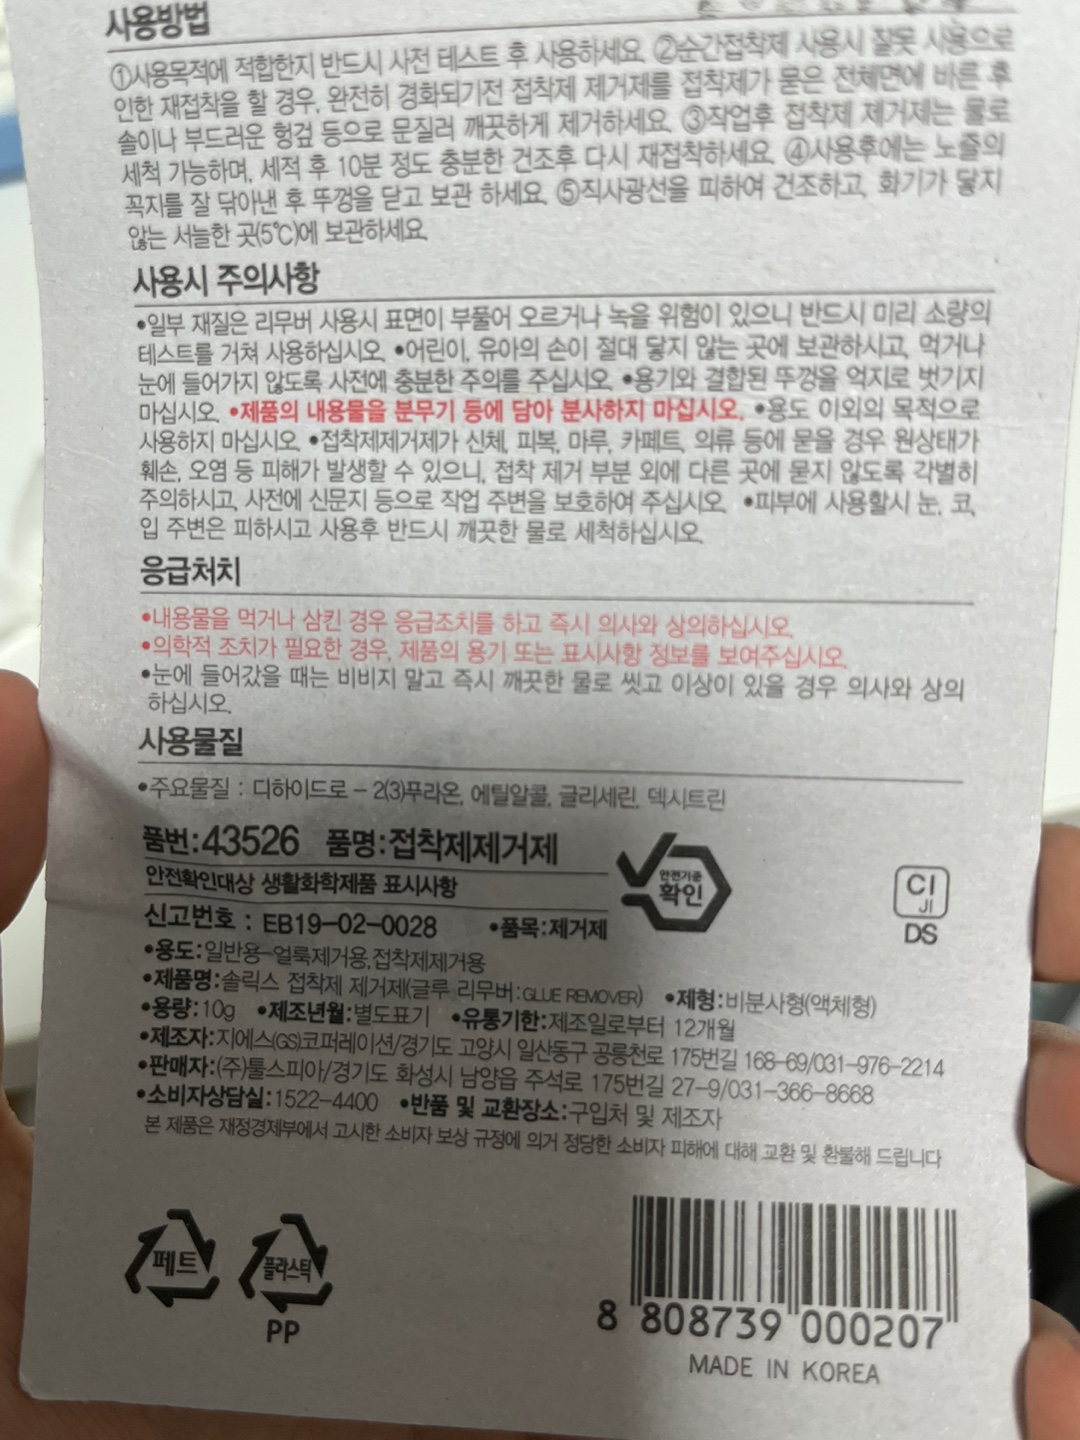 사용방법
①사용목적에 적합한지 반드시 사전 테스트 후 사용하세요. ②순간접착제 사용시 잘못 사용으로
인한 재접착을 할 경우, 완전히 경화되기전 접착제 제거제를 접착제가 묻은 전체면에 바른 후
솔이나 부드러운 헝겊 등으로 문질러 깨끗하게 제거하세요. ③작업후 접착제 제거제는 물로
세척 가능하며, 세적 후 10분 정도 충분한 건조후 다시 재접착하세요. ④사용후에는 노즐의
꼭지를 잘 닦아낸 후 뚜껑을 닫고 보관 하세요. ⑤직사광선을 피하여 건조하고, 화기가 닿지
않는 서늘한 곳(5℃)에 보관하세요.
사용시 주의사항
•일부 재질은 리무버 사용시 표면이 부풀어 오르거나 녹을 위험이 있으니 반드시 미리 소량의
테스트를 거쳐 사용하십시오. •어린이, 유아의 손이 절대 닿지 않는 곳에 보관하시고, 먹거나
눈에 들어가지 않도록 사전에 충분한 주의를 주십시오. •용기와 결합된 뚜껑을 억지로 벗기지
마십시오. •제품의 내용물을 분무기 등에 담아 분사하지 마십시오. •용도 이외의 목적으로
사용하지 마십시오. •접착제제거제가 신체, 피복, 마루, 카페트, 의류 등에 묻을 경우 원상태가
훼손, 오염 등 피해가 발생할 수 있으니, 접착 제거 부분 외에 다른 곳에 묻지 않도록 각별히
주의하시고, 사전에 신문지 등으로 작업 주변을 보호하여 주십시오. •피부에 사용할시 눈, 코,
입 주변은 피하시고 사용후 반드시 깨끗한 물로 세척하십시오.
응급처치
•내용물을 먹거나 삼킨 경우 응급조치를 하고 즉시 의사와 상의하십시오.
•의학적 조치가 필요한 경우, 제품의 용기 또는 표시사항 정보를 보여주십시오.
•눈에 들어갔을 때는 비비지 말고 즉시 깨끗한 물로 씻고 이상이 있을 경우 의사와 상의
하십시오.
사용물질
•주요물질 : 디하이드로 – 2(3)푸라온, 에틸알콜, 글리세린, 덱시트린
품번:43526 품명:접착제제거제
안전기준
확인
CI
JI
DS
안전확인대상 생활화학제품 표시사항
신고번호 : EB19-02-0028 •품목:제거제
•용도:일반용-얼룩제거용,접착제제거용
•제품명:솔릭스 접착제 제거제(글루 리무버:GLUE REMOVER) •제형:비분사형(액체형)
•용량:10g •제조년월:별도표기 •유통기한:제조일로부터 12개월
•제조자:지에스(GS)코퍼레이션/경기도 고양시 일산동구 공릉천로 175번길 168-69/031-976-2214
•판매자:(주)툴스피아/경기도 화성시 남양읍 주석로 175번길 27-9/031-366-8668
•소비자상담실:1522-4400 •반품 및 교환장소:구입처 및 제조자
본 제품은 재정경제부에서 고시한 소비자 보상 규정에 의거 정당한 소비자 피해에 대해 교환 및 환불해 드립니다
페트
플라스틱
PP
8 808739 000207
MADE IN KOREA